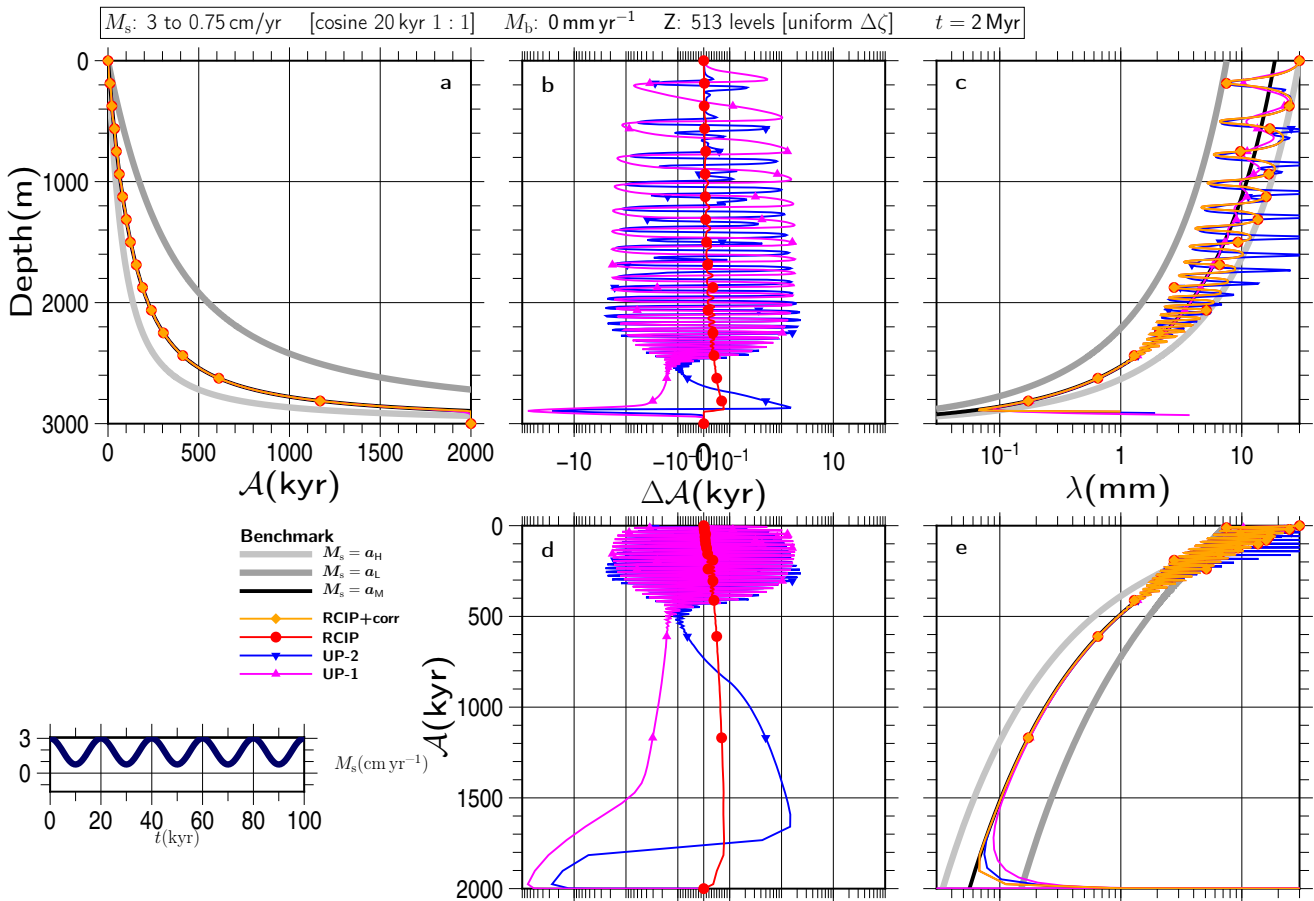 Mₛ: 3 to 0.75 cm/yr [cosine 20 kyr 1 : 1] M_b: 0 mm yr⁻¹ Z: 513 levels [uniform Δζ] t = 2 Myr
a
b
c
0
1000
2000
3000
Depth(m)
0 500 1000 1500 2000
𝒜(kyr)
−10 −10⁻¹ 0 10⁻¹ 10
Δ𝒜(kyr)
10⁻¹ 1 10
λ(mm)
Benchmark
Mₛ = a_H
Mₛ = a_L
Mₛ = a_M
RCIP+corr
RCIP
UP-2
UP-1
3
0
Mₛ(cm yr⁻¹)
0 20 40 60 80 100
t(kyr)
d
e
0
500
1000
1500
2000
𝒜(kyr)